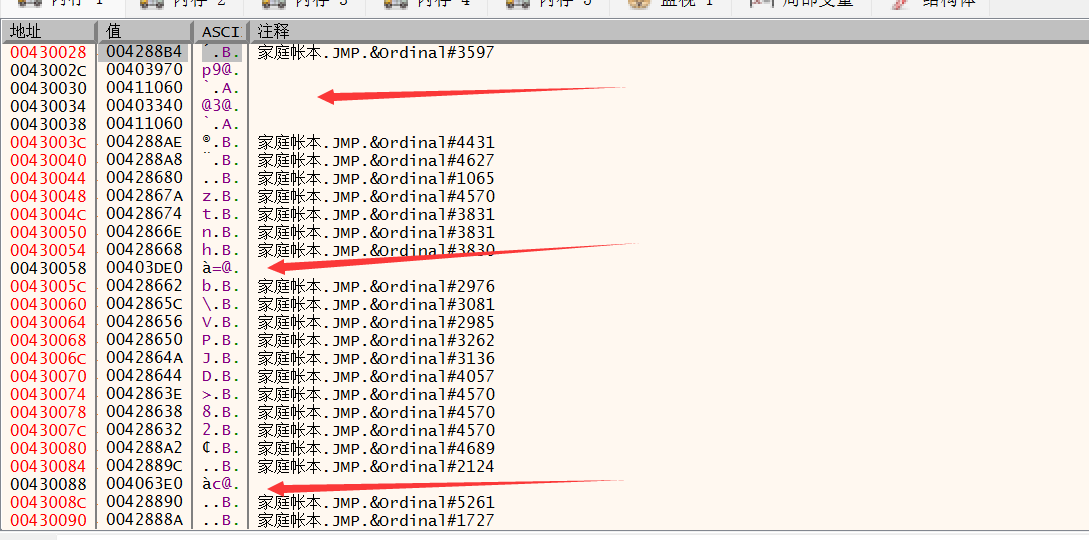 内存 1 内存 2 内存 3 内存 4 内存 5 监视 1 局部变量 结构体
地址 值 ASCI 注释
00430028 004288B4 ´.B. 家庭帐本.JMP.&Ordinal#3597
0043002C 00403970 p9@.
00430030 00411060 `.A.
00430034 00403340 @3@.
00430038 00411060 `.A.
0043003C 004288AE ®.B. 家庭帐本.JMP.&Ordinal#4431
00430040 004288A8 ¨.B. 家庭帐本.JMP.&Ordinal#4627
00430044 00428680 ..B. 家庭帐本.JMP.&Ordinal#1065
00430048 0042867A z.B. 家庭帐本.JMP.&Ordinal#4570
0043004C 00428674 t.B. 家庭帐本.JMP.&Ordinal#3831
00430050 0042866E n.B. 家庭帐本.JMP.&Ordinal#3831
00430054 00428668 h.B. 家庭帐本.JMP.&Ordinal#3830
00430058 00403DE0 à=@.
0043005C 00428662 b.B. 家庭帐本.JMP.&Ordinal#2976
00430060 0042865C \.B. 家庭帐本.JMP.&Ordinal#3081
00430064 00428656 V.B. 家庭帐本.JMP.&Ordinal#2985
00430068 00428650 P.B. 家庭帐本.JMP.&Ordinal#3262
0043006C 0042864A J.B. 家庭帐本.JMP.&Ordinal#3136
00430070 00428644 D.B. 家庭帐本.JMP.&Ordinal#4057
00430074 0042863E >.B. 家庭帐本.JMP.&Ordinal#4570
00430078 00428638 8.B. 家庭帐本.JMP.&Ordinal#4570
0043007C 00428632 2.B. 家庭帐本.JMP.&Ordinal#4570
00430080 004288A2 ¢.B. 家庭帐本.JMP.&Ordinal#4689
00430084 0042889C ..B. 家庭帐本.JMP.&Ordinal#2124
00430088 004063E0 àc@.
0043008C 00428890 ..B. 家庭帐本.JMP.&Ordinal#5261
00430090 0042888A ..B. 家庭帐本.JMP.&Ordinal#1727